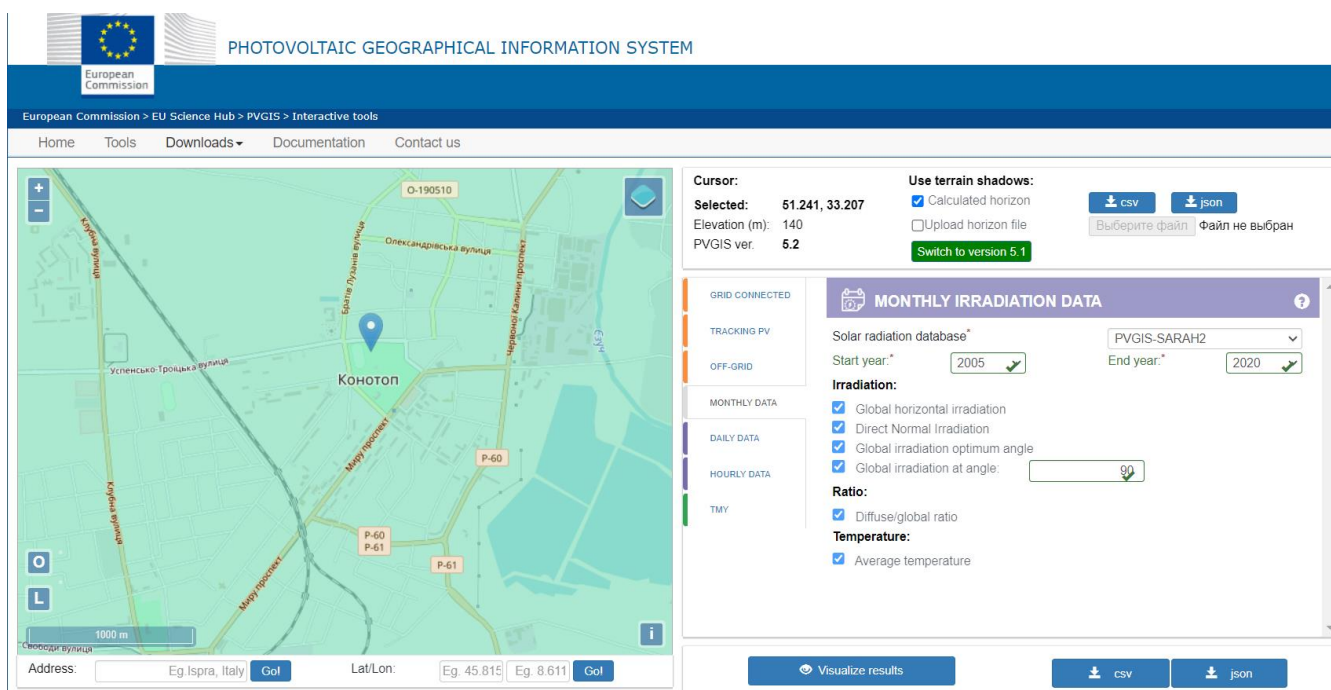 European
Commission
PHOTOVOLTAIC GEOGRAPHICAL INFORMATION SYSTEM
European Commission > EU Science Hub > PVGIS > Interactive tools
Home Tools Downloads Documentation Contact us
+
−
О-190510
Клубна вулиця
Олександрівська вулиця
Братів Лузанів вулиця
Червоної Калини проспект
Єзуч
Успенсько-Троїцька вулиця
Конотоп
Миру проспект
Р-60
Клубна вулиця
Р-60
Р-61
Р-61
Миру проспект
O
L
1000 m
Свободи вулиця
i
Address: Eg.Ispra, Italy Go! Lat/Lon: Eg. 45.815 Eg. 8.611 Go!
Cursor: Use terrain shadows:
Selected: 51.241, 33.207 Calculated horizon csv json
Elevation (m): 140 Upload horizon file Выберите файл Файл не выбран
PVGIS ver. 5.2 Switch to version 5.1
GRID CONNECTED
TRACKING PV
OFF-GRID
MONTHLY DATA
DAILY DATA
HOURLY DATA
TMY
MONTHLY IRRADIATION DATA ?
Solar radiation database* PVGIS-SARAH2
Start year:* 2005 End year:* 2020
Irradiation:
Global horizontal irradiation
Direct Normal Irradiation
Global irradiation optimum angle
Global irradiation at angle: 90
Ratio:
Diffuse/global ratio
Temperature:
Average temperature
Visualize results csv json